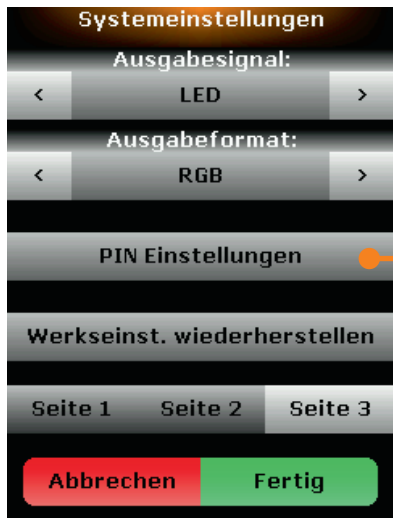 Systemeinstellungen
Ausgabesignal:
< LED >
Ausgabeformat:
< RGB >
PIN Einstellungen
Werkseinst. wiederherstellen
Seite 1 Seite 2 Seite 3
Abbrechen Fertig